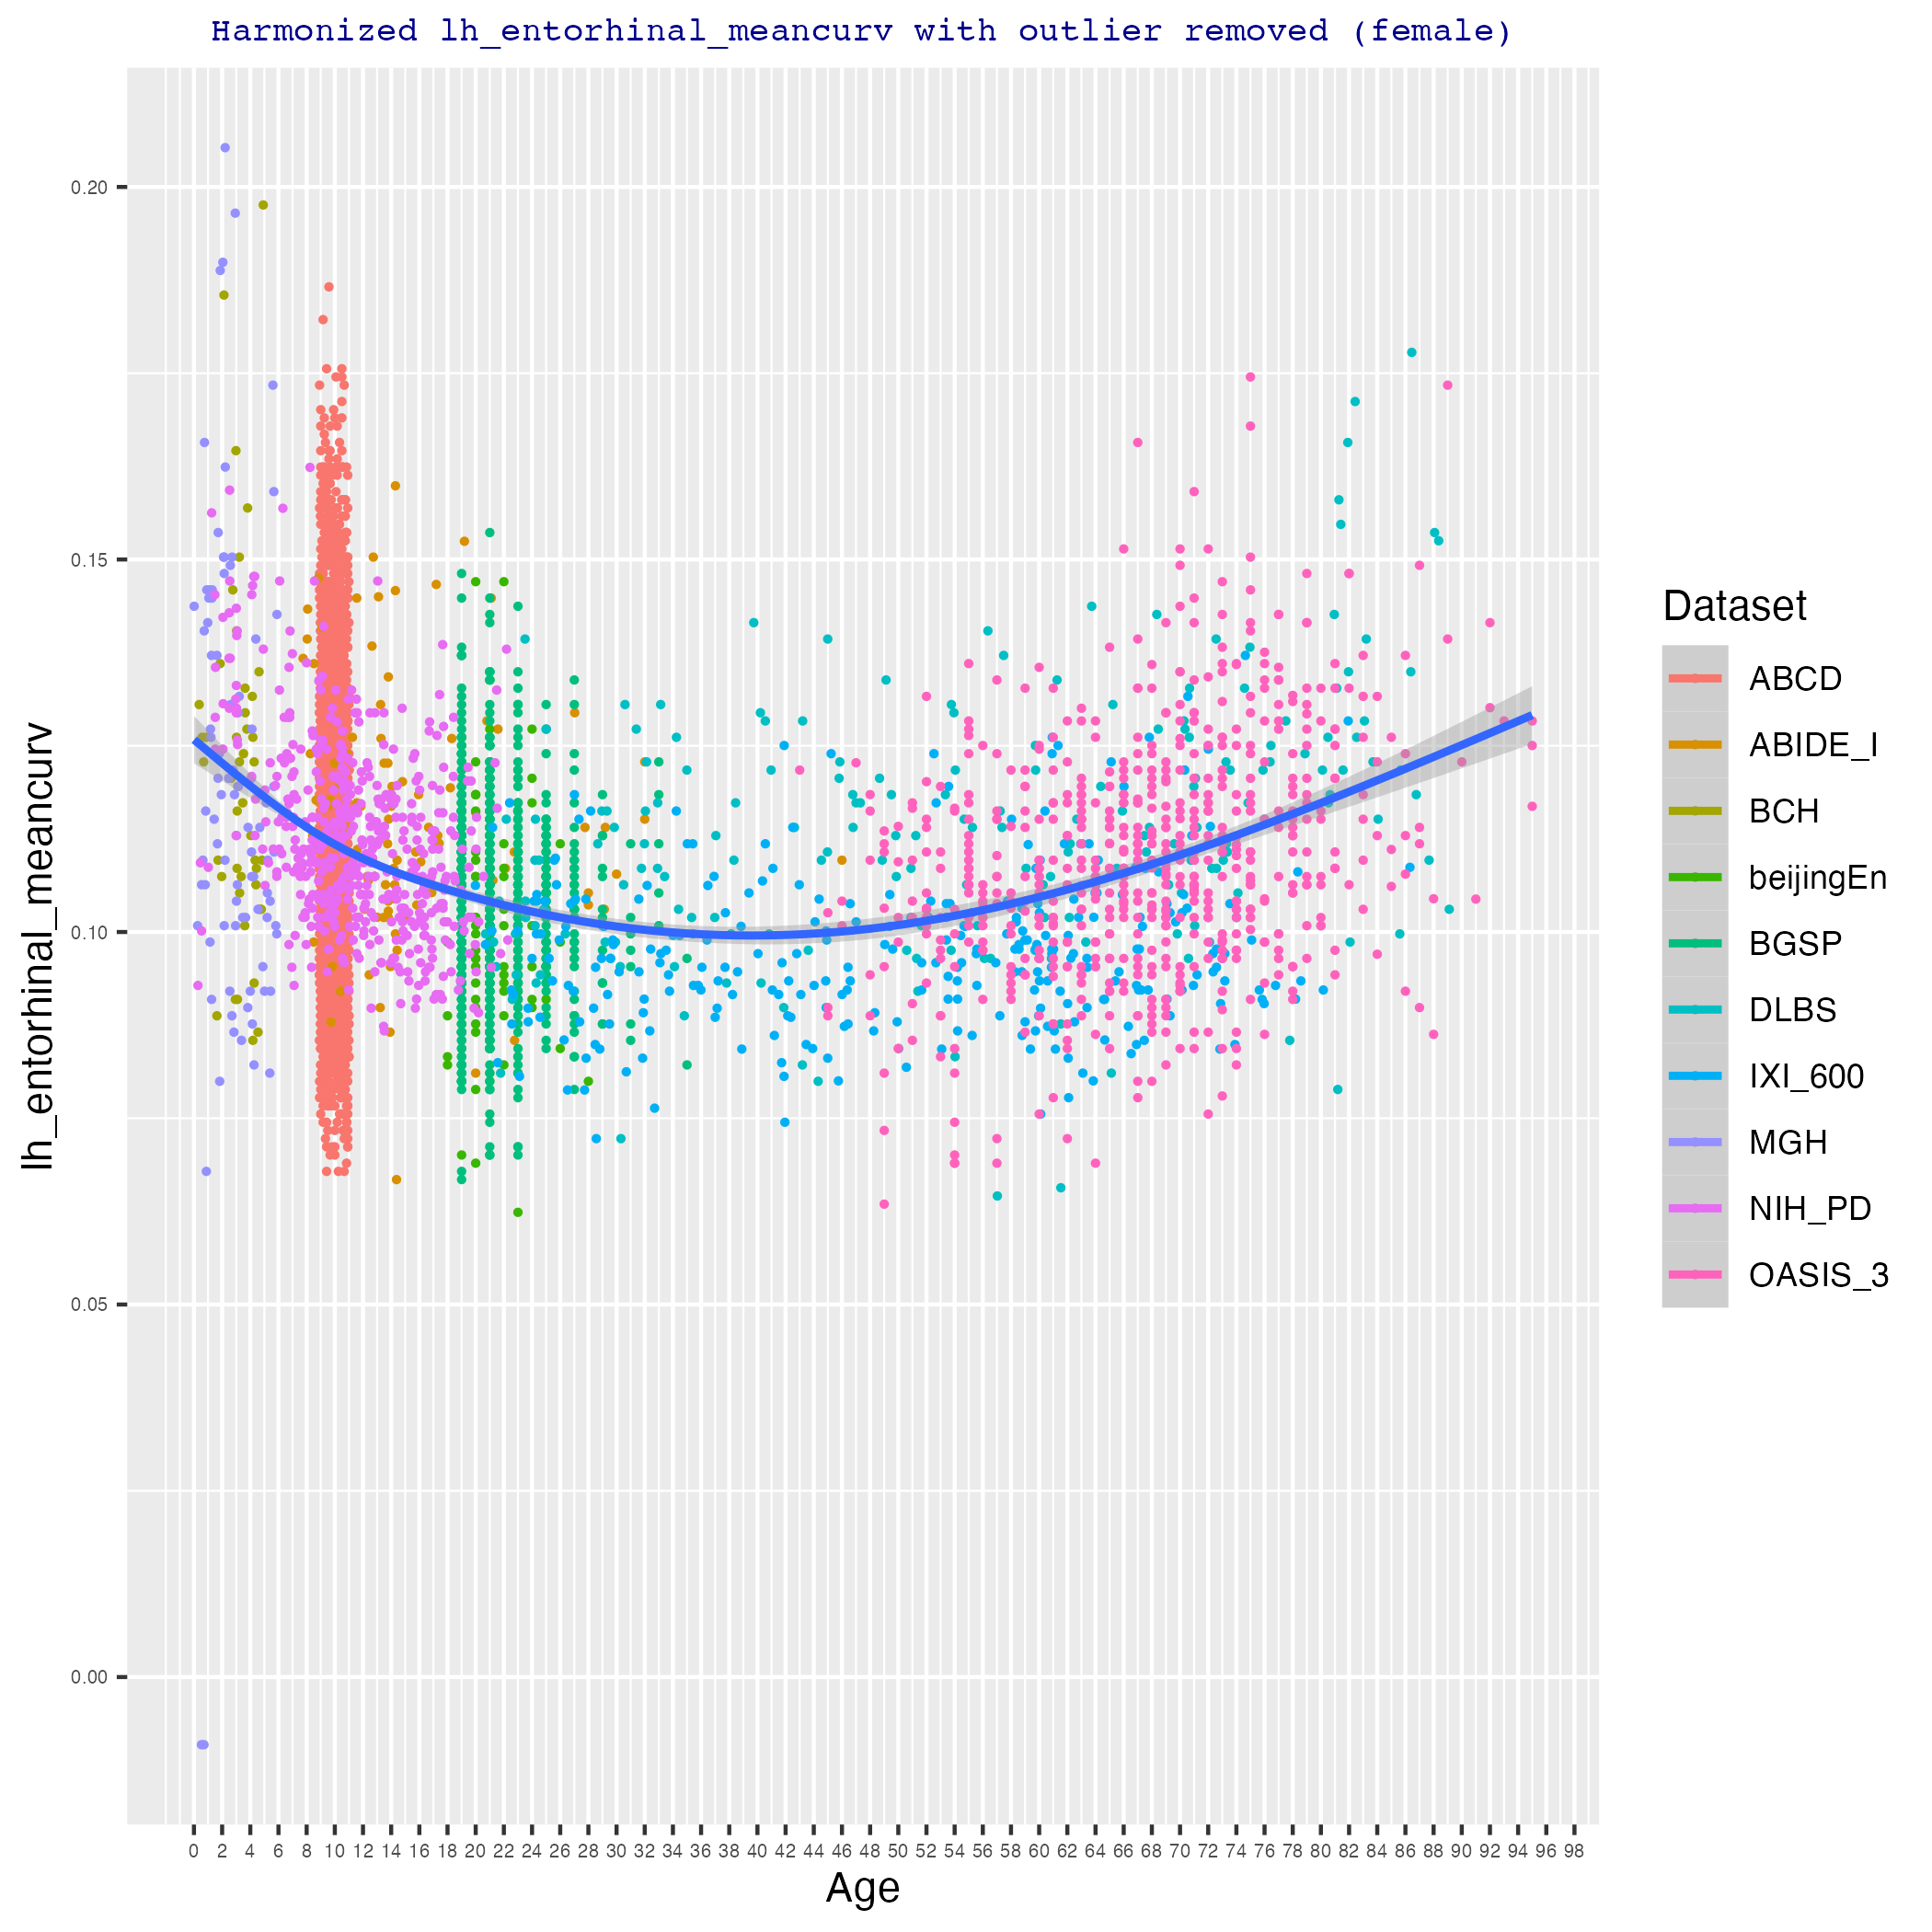 Harmonized lh_entorhinal_meancurv with outlier removed (female)
lh_entorhinal_meancurv
0.20
0.15
0.10
0.05
0.00
0 2 4 6 8 10 12 14 16 18 20 22 24 26 28 30 32 34 36 38 40 42 44 46 48 50 52 54 56 58 60 62 64 66 68 70 72 74 76 78 80 82 84 86 88 90 92 94 96 98
Age
Dataset
ABCD
ABIDE_I
BCH
beijingEn
BGSP
DLBS
IXI_600
MGH
NIH_PD
OASIS_3